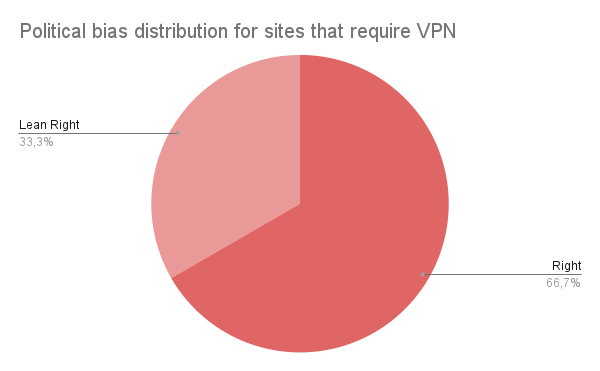 Political bias distribution for sites that require VPN
Lean Right
33,3%
Right
66,7%